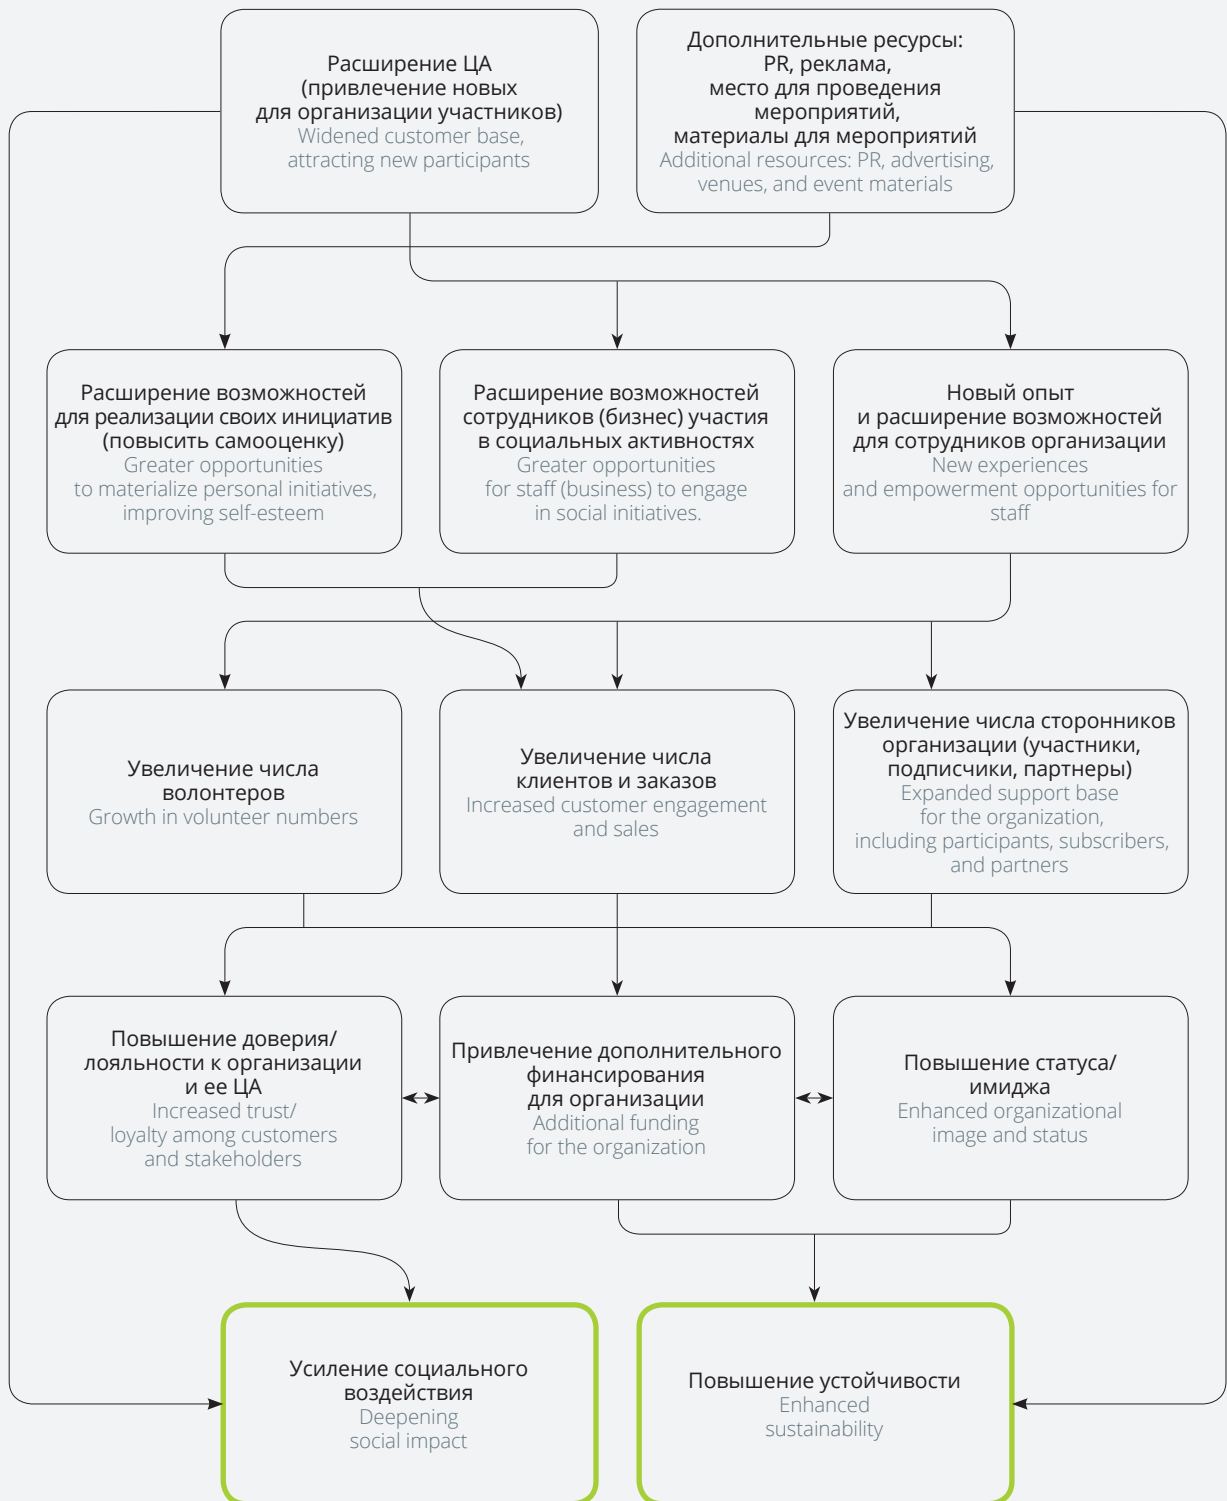 Расширение ЦА
(привлечение новых
для организации участников)
Widened customer base,
attracting new participants
Дополнительные ресурсы:
PR, реклама,
место для проведения
мероприятий,
материалы для мероприятий
Additional resources: PR, advertising,
venues, and event materials
Расширение возможностей
для реализации своих инициатив
(повысить самооценку)
Greater opportunities
to materialize personal initiatives,
improving self-esteem
Расширение возможностей
сотрудников (бизнес) участия
в социальных активностях
Greater opportunities
for staff (business) to engage
in social initiatives.
Новый опыт
и расширение возможностей
для сотрудников организации
New experiences
and empowerment opportunities for
staff
Увеличение числа
волонтеров
Growth in volunteer numbers
Увеличение числа
клиентов и заказов
Increased customer engagement
and sales
Увеличение числа сторонников
организации (участники,
подписчики, партнеры)
Expanded support base
for the organization,
including participants, subscribers,
and partners
Повышение доверия/
лояльности к организации
и ее ЦА
Increased trust/
loyalty among customers
and stakeholders
Привлечение дополнительного
финансирования
для организации
Additional funding
for the organization
Повышение статуса/
имиджа
Enhanced organizational
image and status
Усиление социального
воздействия
Deepening
social impact
Повышение устойчивости
Enhanced
sustainability